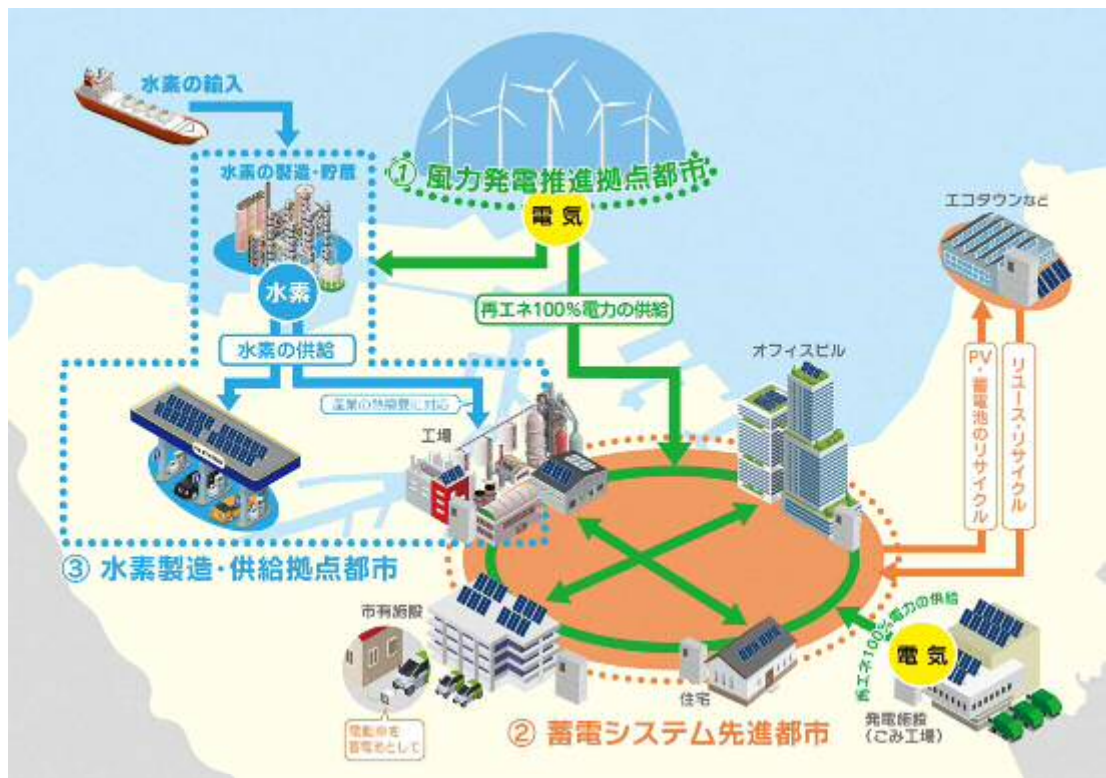 水素の輸入
水素の製造・貯蔵
① 風力発電推進拠点都市
電気
エコタウンなど
水素
再エネ100%電力の供給
水素の供給
オフィスビル
PV・蓄電池のリサイクル
リユース・リサイクル
産業の熱需要に対応
工場
③ 水素製造・供給拠点都市
市有施設
再エネ100%電力の供給
電気
住宅
発電施設
(ごみ工場)
電動車を
蓄電池として
② 蓄電システム先進都市